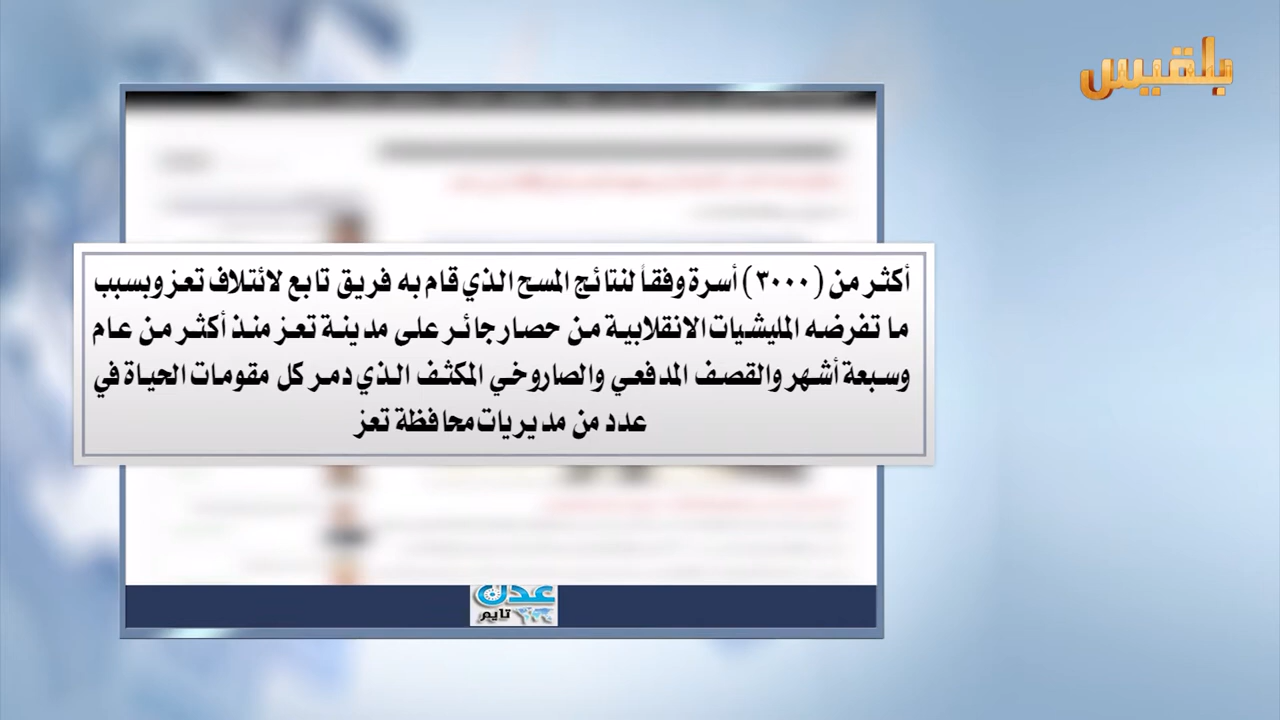 بلقيس
أكثر من (٣٠٠٠) أسرة وفقاً لنتائج المسح الذي قام به فريق تابع لائتلاف تعز وبسبب
ما تفرضه المليشيات الانقلابية من حصار جائر على مدينة تعز منذ أكثر من عام
وسبعة أشهر والقصف المدفعي والصاروخي المكثف الذي دمر كل مقومات الحياة في
عدد من مديريات محافظة تعز
عدن
تايم